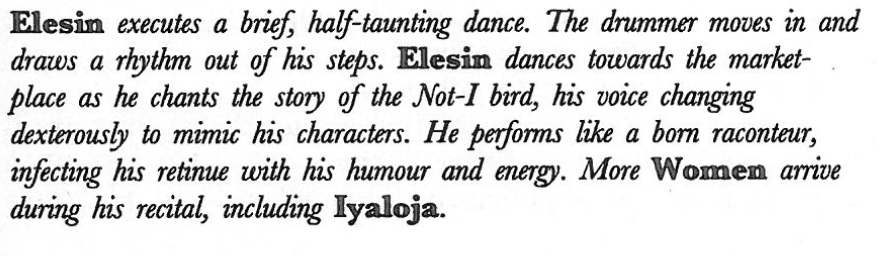 Elesin executes a brief, half-taunting dance. The drummer moves in and
draws a rhythm out of his steps. Elesin dances towards the market-
place as he chants the story of the Not-I bird, his voice changing
dexterously to mimic his characters. He performs like a born raconteur,
infecting his retinue with his humour and energy. More Women arrive
during his recital, including Iyaloja.